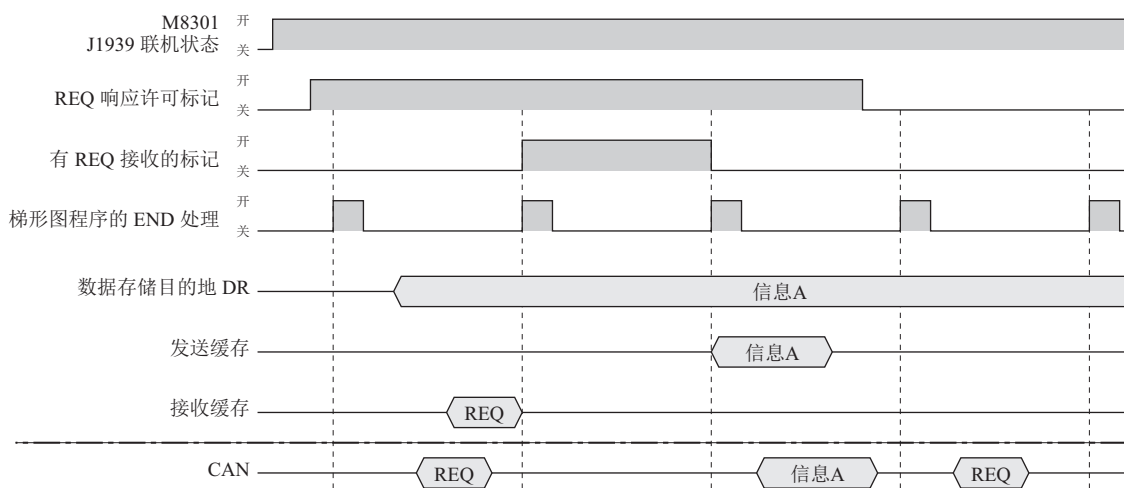 M8301 开
J1939 联机状态 关
开
REQ 响应许可标记 关
开
有 REQ 接收的标记 关
开
梯形图程序的 END 处理 关
数据存储目的地 DR 信息A
发送缓存 信息A
接收缓存 REQ
CAN REQ 信息A REQ